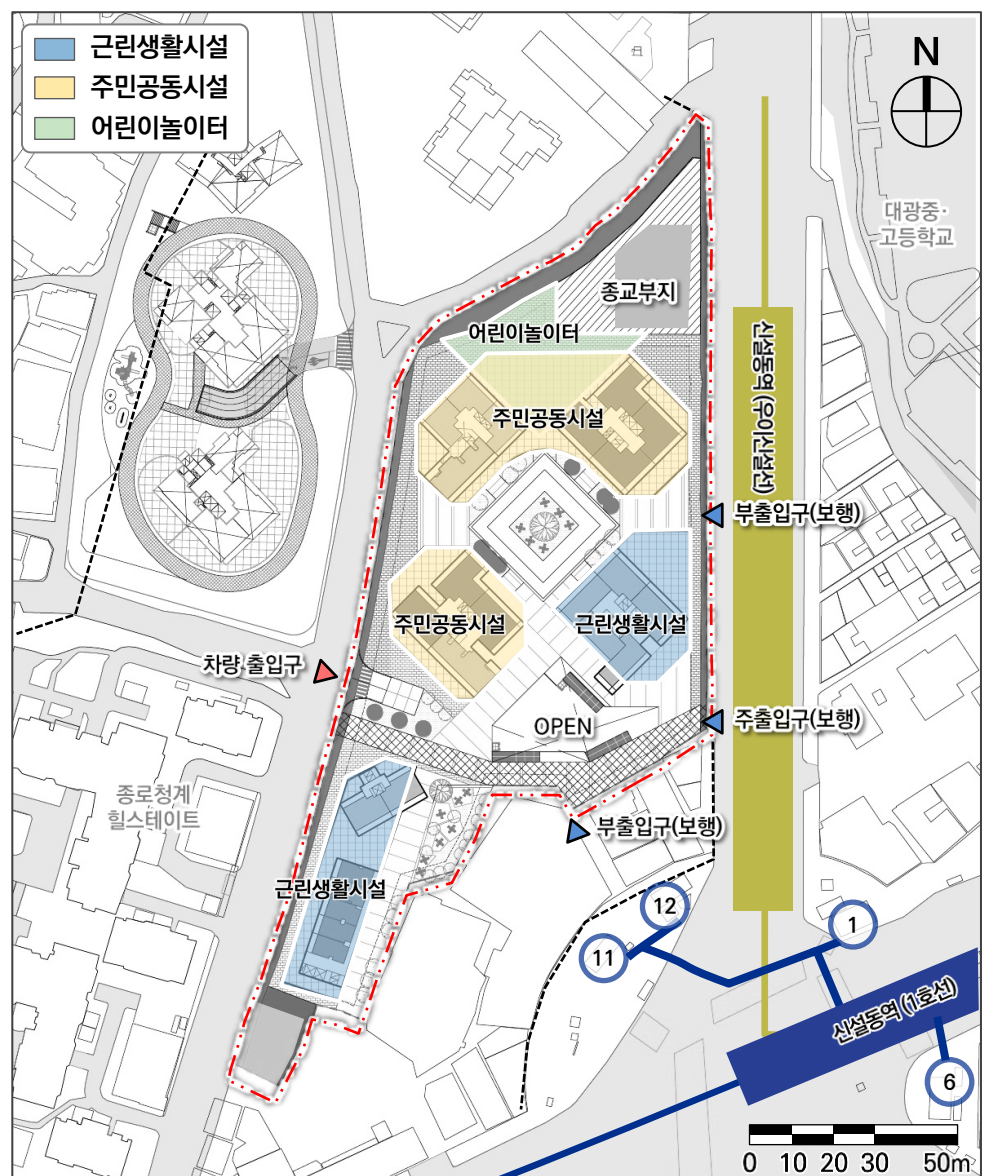 근린생활시설
주민공동시설
어린이놀이터
N
대광중·
고등학교
종교부지
어린이놀이터
신설동역 (우이신설선)
주민공동시설
부출입구(보행)
주민공동시설
근린생활시설
차량 출입구
OPEN
주출입구(보행)
종로청계
힐스테이트
부출입구(보행)
근린생활시설
12
1
11
신설동역 (1호선)
6
0 10 20 30 50m